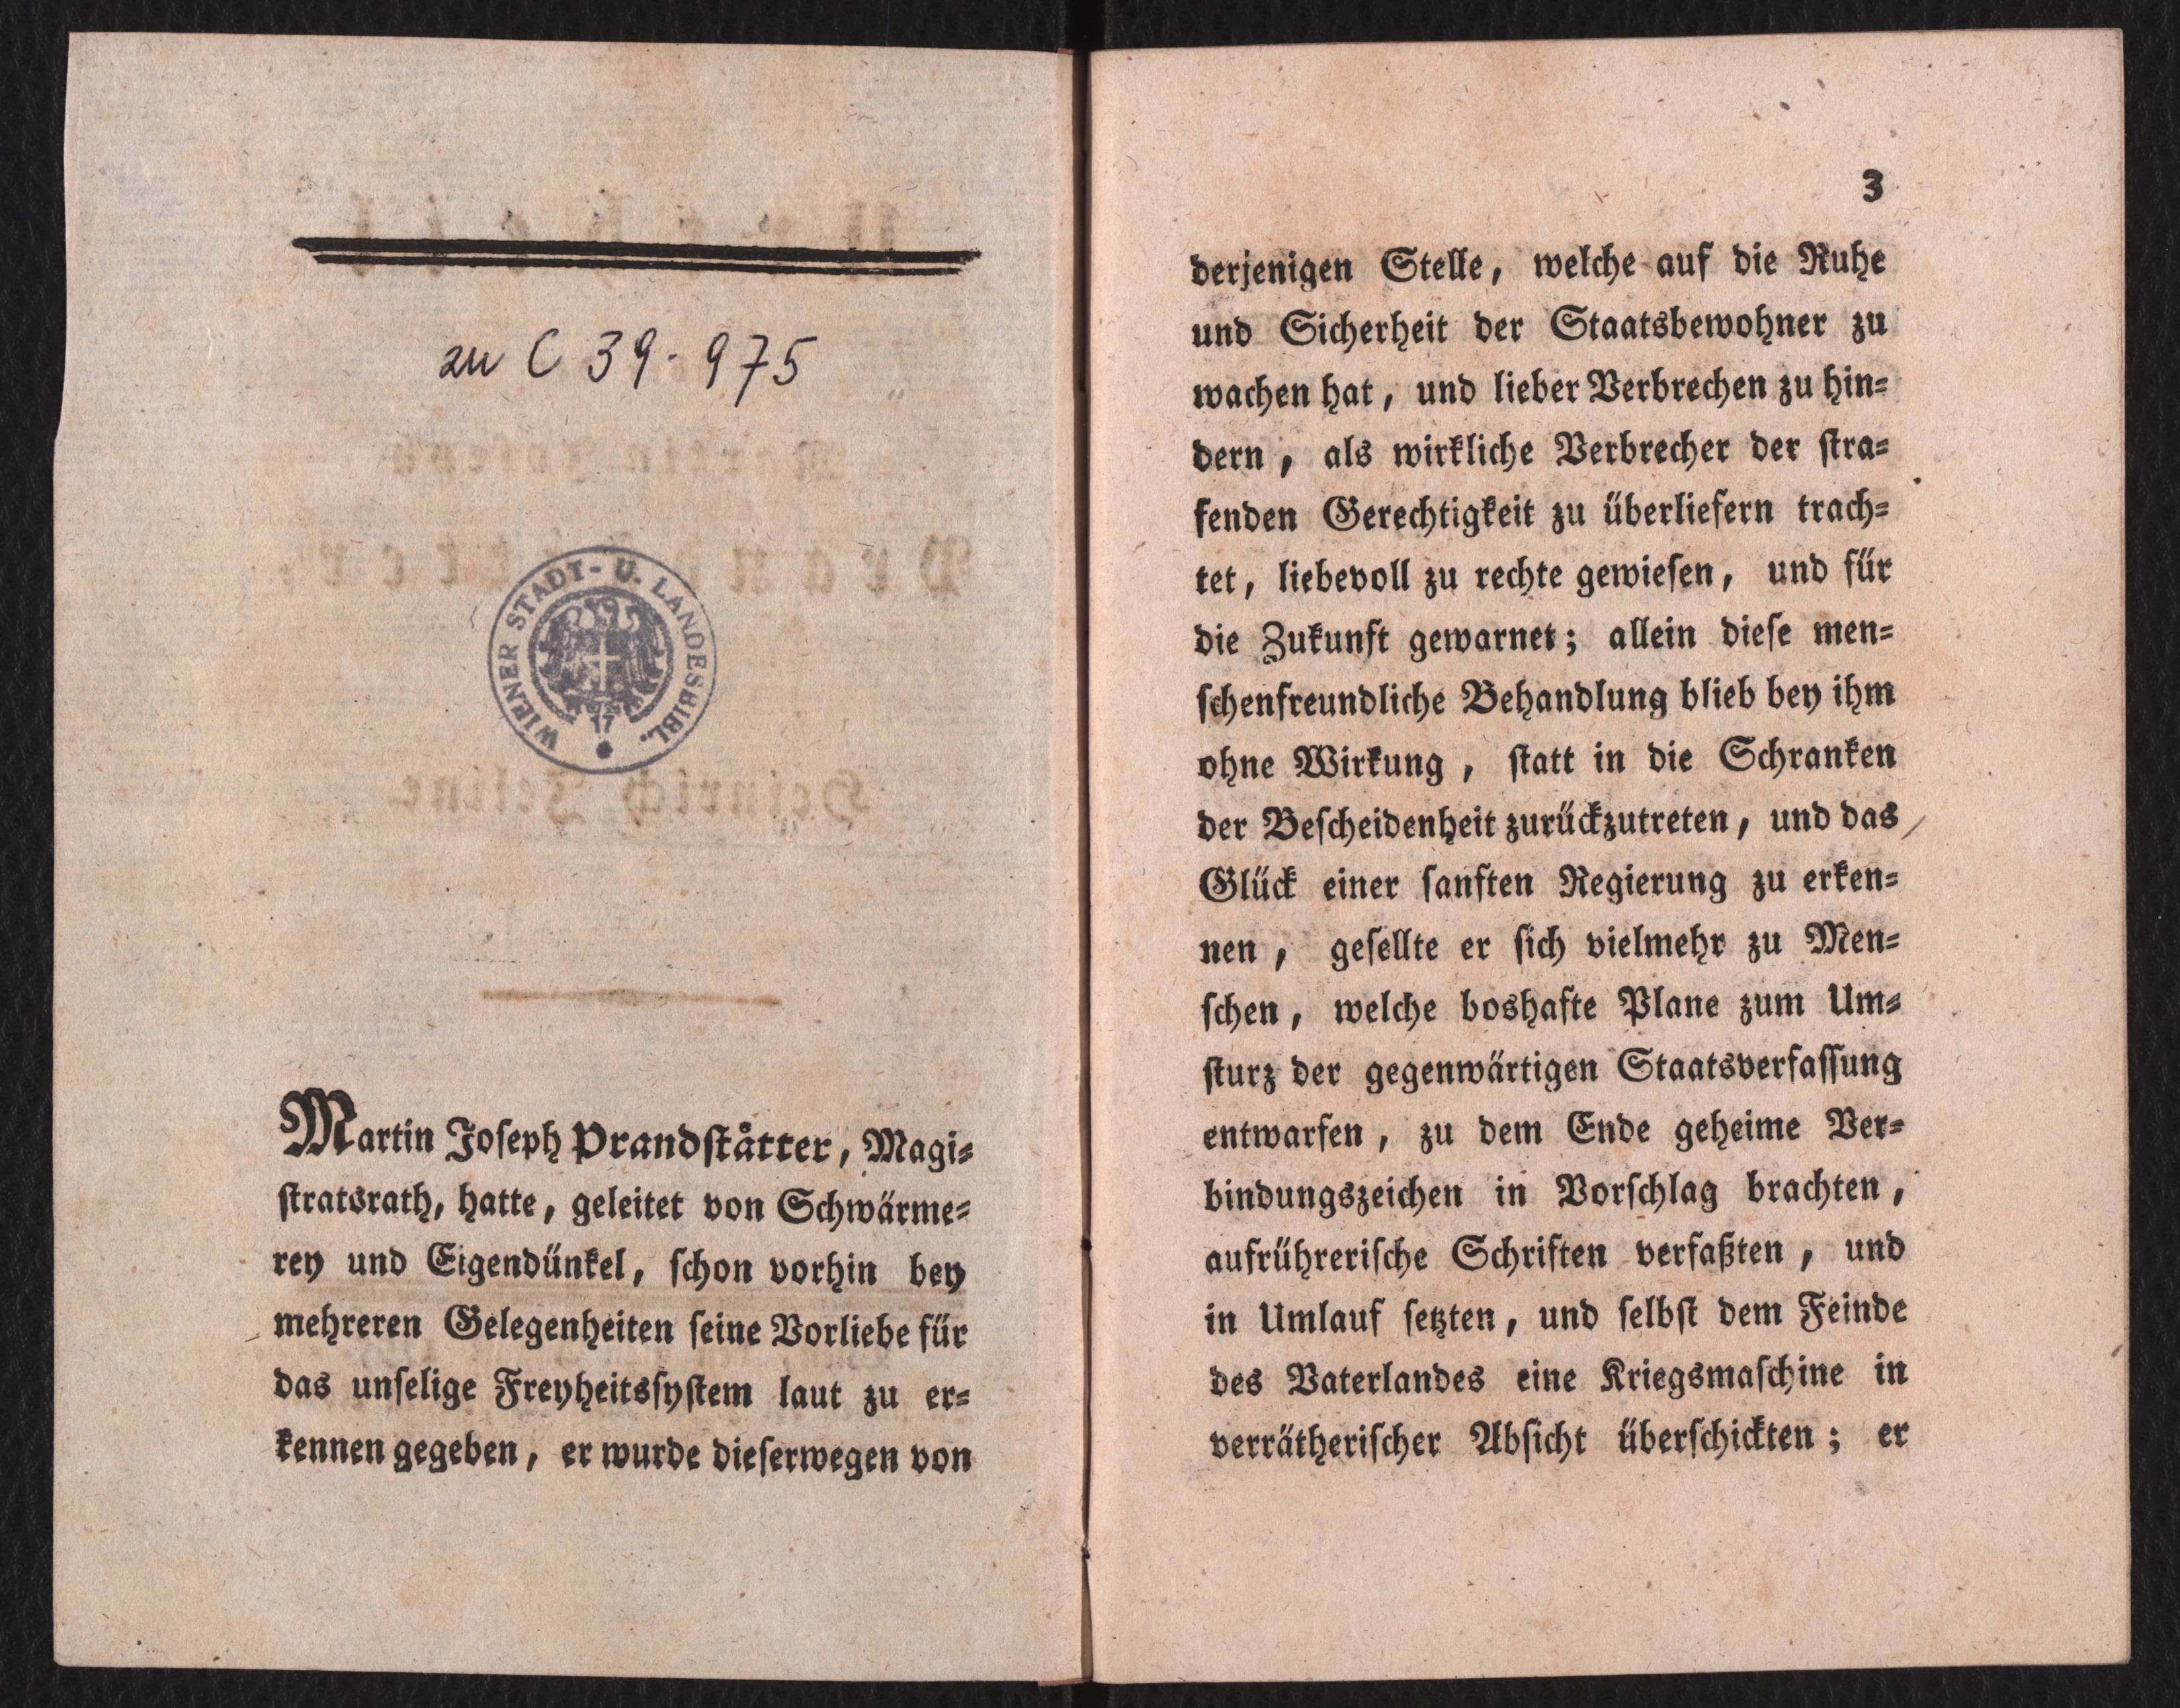 zu C 39.975
WIENER STADT- U. LANDESBIBL.
Martin Joseph Prandstätter, Magi⸗
stratsrath, hatte, geleitet von Schwärme⸗
rey und Eigendünkel, schon vorhin bey
mehreren Gelegenheiten seine Vorliebe für
das unselige Freyheitssystem laut zu er⸗
kennen gegeben, er wurde dieserwegen von
3
derjenigen Stelle, welche auf die Ruhe
und Sicherheit der Staatsbewohner zu
wachen hat, und lieber Verbrechen zu hin⸗
dern, als wirkliche Verbrecher der stra⸗
fenden Gerechtigkeit zu überliefern trach⸗
tet, liebevoll zu rechte gewiesen, und für
die Zukunft gewarnet; allein diese men⸗
schenfreundliche Behandlung blieb bey ihm
ohne Wirkung, statt in die Schranken
der Bescheidenheit zurückzutreten, und das
Glück einer sanften Regierung zu erken⸗
nen, gesellte er sich vielmehr zu Men⸗
schen, welche boshafte Plane zum Um⸗
sturz der gegenwärtigen Staatsverfassung
entwarfen, zu dem Ende geheime Ver⸗
bindungszeichen in Vorschlag brachten,
aufrührerische Schriften verfaßten, und
in Umlauf setzten, und selbst dem Feinde
des Vaterlandes eine Kriegsmaschine in
verrätherischer Absicht überschickten; er